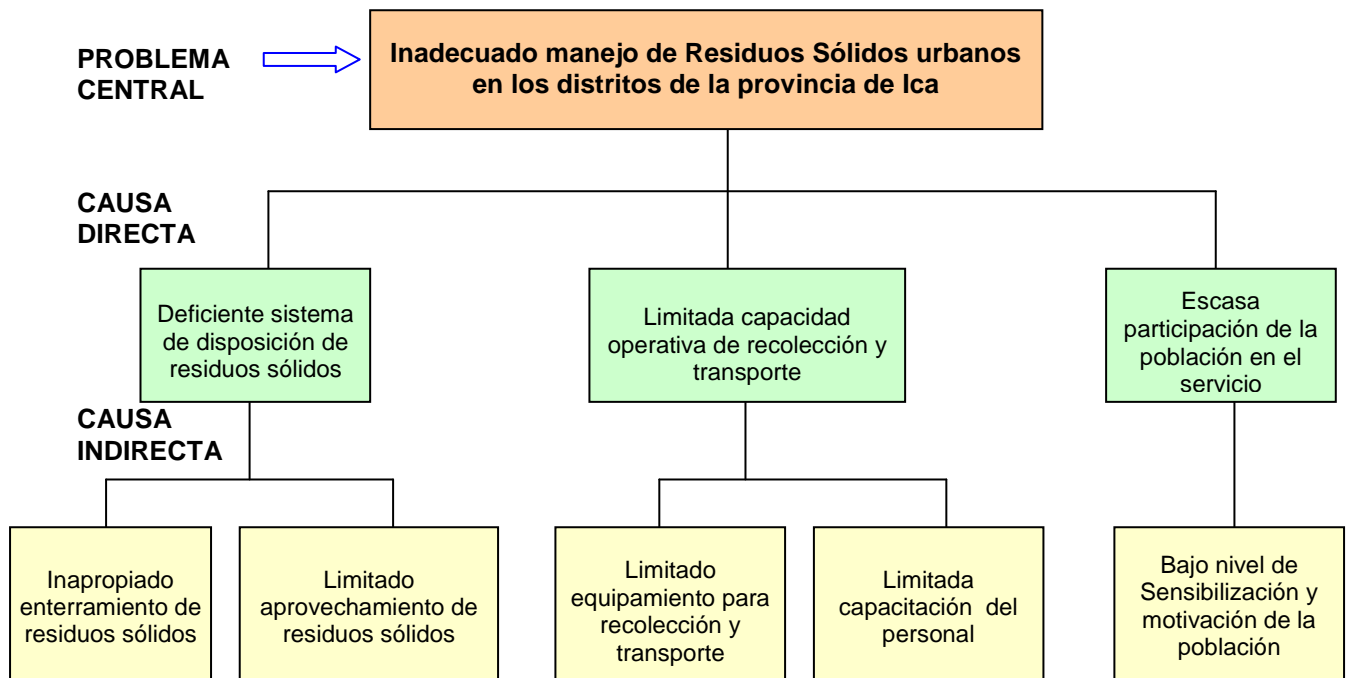 PROBLEMA
CENTRAL
Inadecuado manejo de Residuos Sólidos urbanos
en los distritos de la provincia de Ica
CAUSA
DIRECTA
Deficiente sistema
de disposición de
residuos sólidos
Limitada capacidad
operativa de recolección y
transporte
Escasa
participación de la
población en el
servicio
CAUSA
INDIRECTA
Inapropiado
enterramiento de
residuos sólidos
Limitado
aprovechamiento de
residuos sólidos
Limitado
equipamiento para
recolección y
transporte
Limitada
capacitación del
personal
Bajo nivel de
Sensibilización y
motivación de la
población